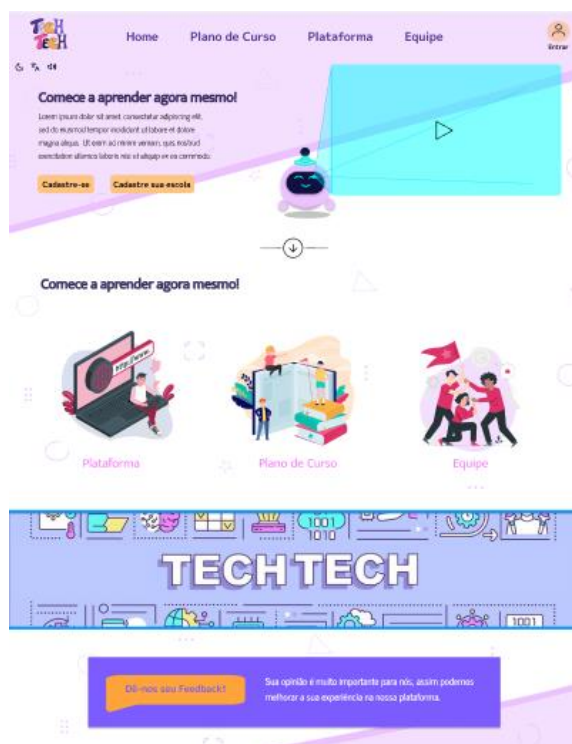 TECH
TECH
Home
Plano de Curso
Plataforma
Equipe
Entrar
Comece a aprender agora mesmo!
Lorem ipsum dolor sit amet, consectetur adipiscing elit,
sed do eiusmod tempor incididunt ut labore et dolore
magna aliqua. Ut enim ad minim veniam, quis nostrud
exercitation ullamco laboris nisi ut aliquip ex ea commodo
Cadastre-se
Cadastre sua escola
Comece a aprender agora mesmo!
http://www.
Plataforma
Plano de Curso
Equipe
1001
TECH TECH
1001
Dê-nos seu Feedback!
Sua opinião é muito importante para nós, assim podemos
melhorar a sua experiência na nossa plataforma.